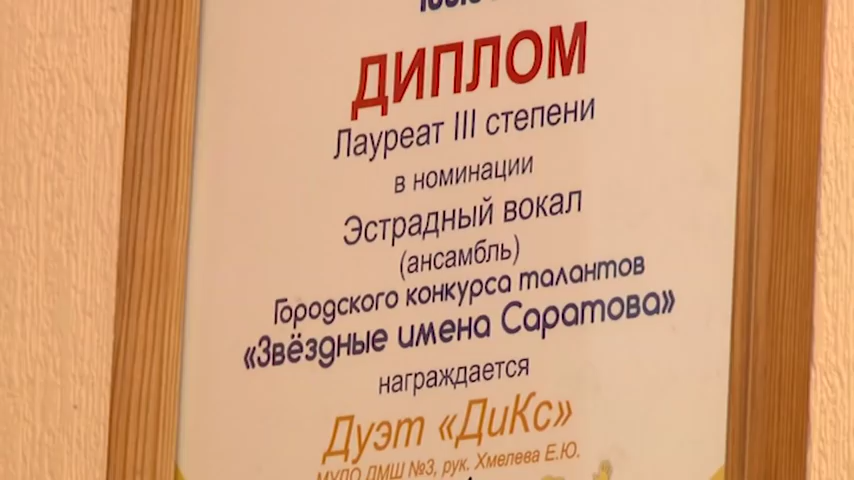 ДИПЛОМ
Лауреат III степени
в номинации
Эстрадный вокал
(ансамбль)
Городского конкурса талантов
«Звёздные имена Саратова»
награждается
Дуэт «ДиКс»
МУДО ДМШ №3, рук. Хмелева Е.Ю.